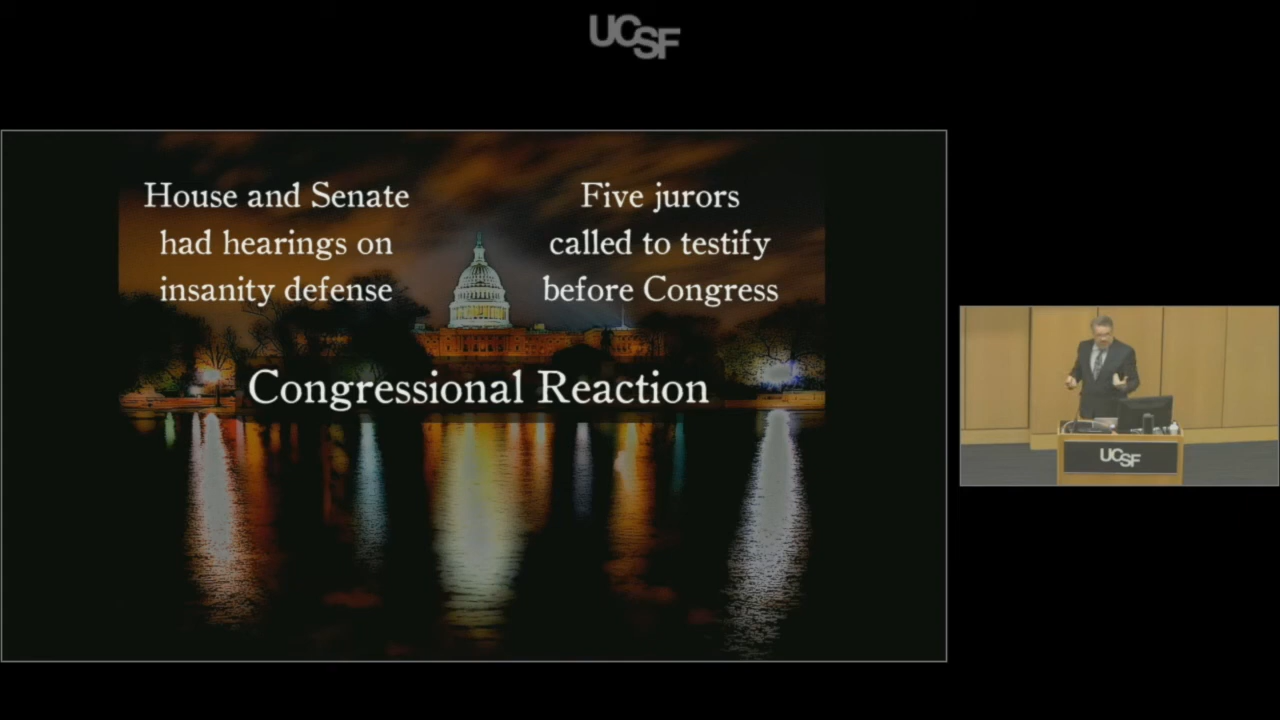 UCSF
House and Senate
had hearings on
insanity defense
Five jurors
called to testify
before Congress
Congressional Reaction
UCSF